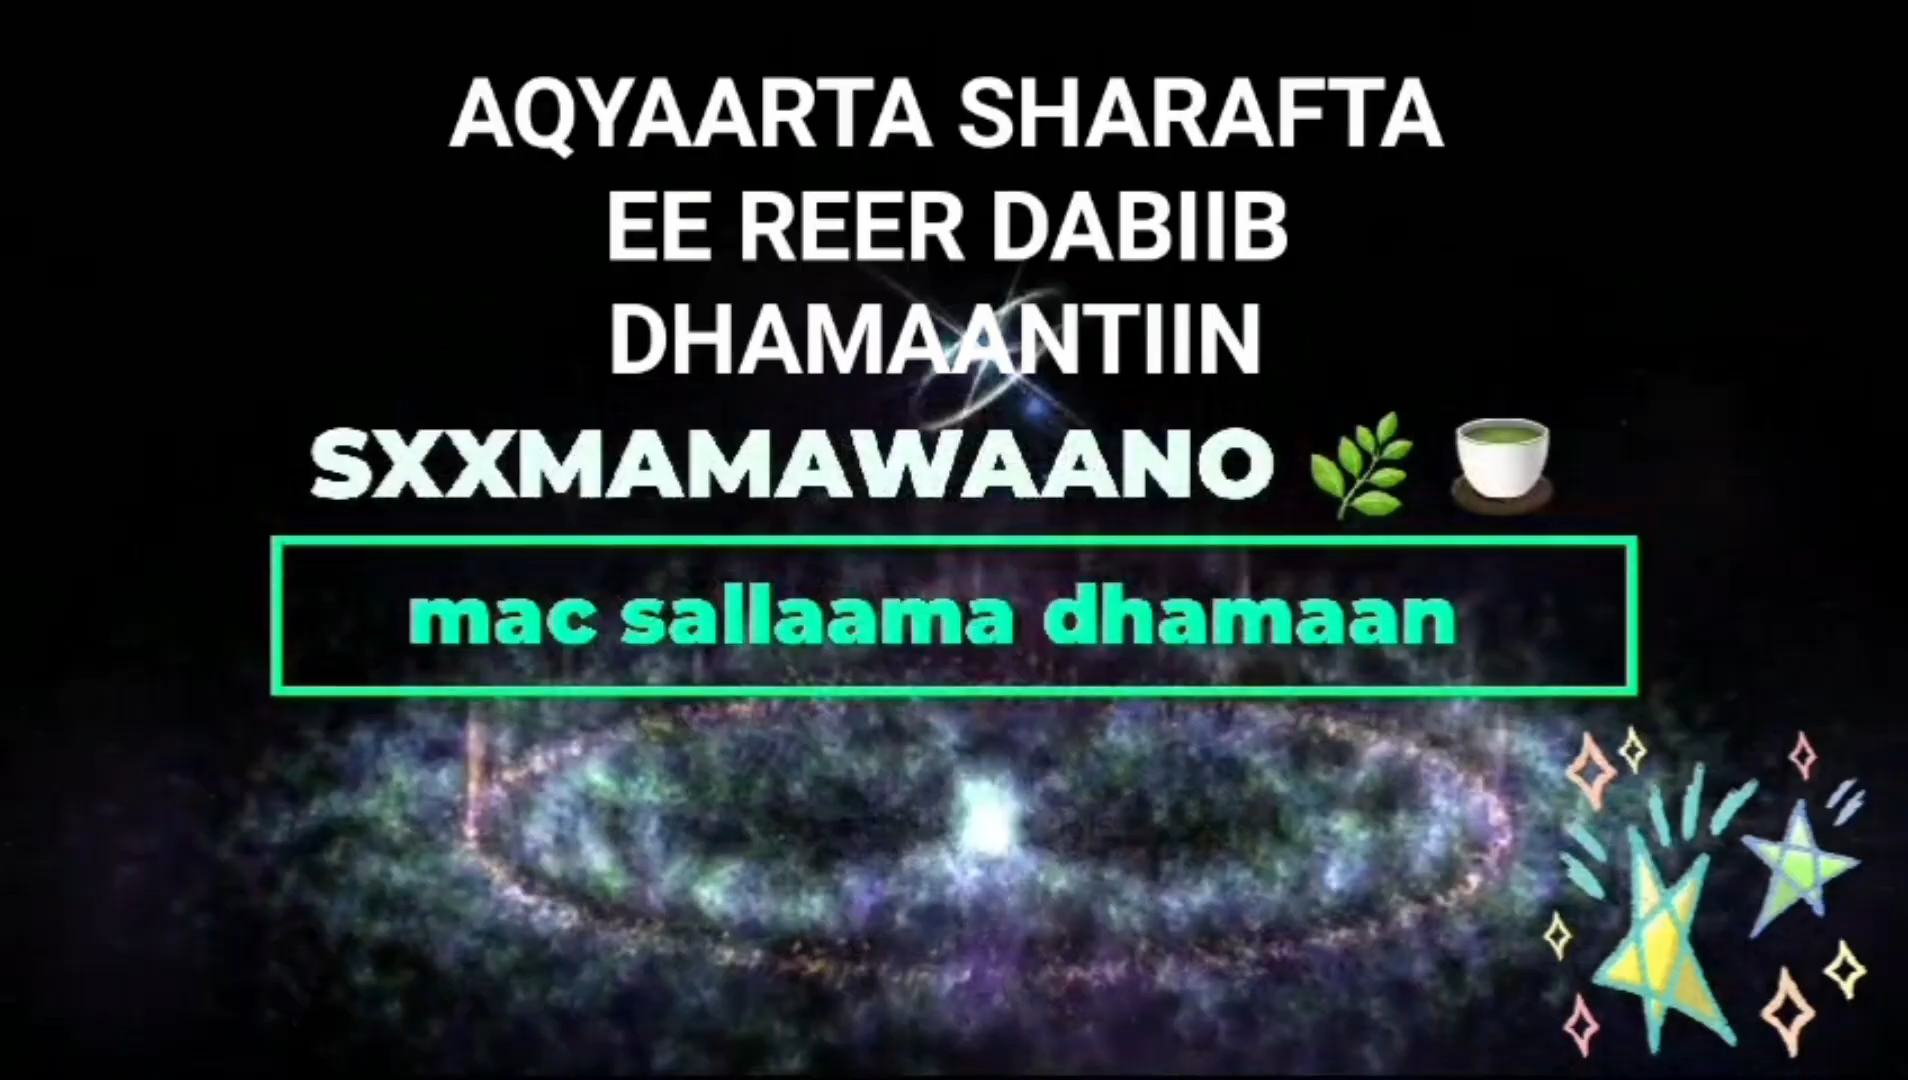 AQYAARTA SHARAFTA
EE REER DABIIB
DHAMAANTIIN
SXXMAMAWAANO 🌿 🍵
mac sallaama dhamaan